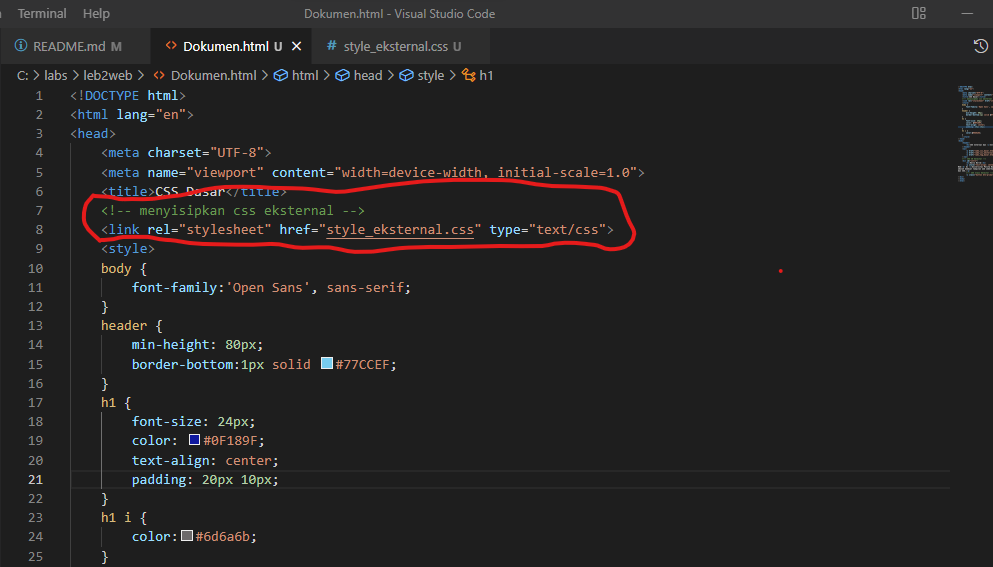 Terminal Help Dokumen.html - Visual Studio Code
README.md M Dokumen.html U style_eksternal.css U
C: > labs > leb2web > Dokumen.html > html > head > style > h1
1 <!DOCTYPE html>
2 <html lang="en">
3 <head>
4 <meta charset="UTF-8">
5 <meta name="viewport" content="width=device-width, initial-scale=1.0">
6 <title>CSS Dasar</title>
7 <!-- menyisipkan css eksternal -->
8 <link rel="stylesheet" href="style_eksternal.css" type="text/css">
9 <style>
10 body {
11 font-family:'Open Sans', sans-serif;
12 }
13 header {
14 min-height: 80px;
15 border-bottom:1px solid #77CCEF;
16 }
17 h1 {
18 font-size: 24px;
19 color: #0F189F;
20 text-align: center;
21 padding: 20px 10px;
22 }
23 h1 i {
24 color:#6d6a6b;
25 }